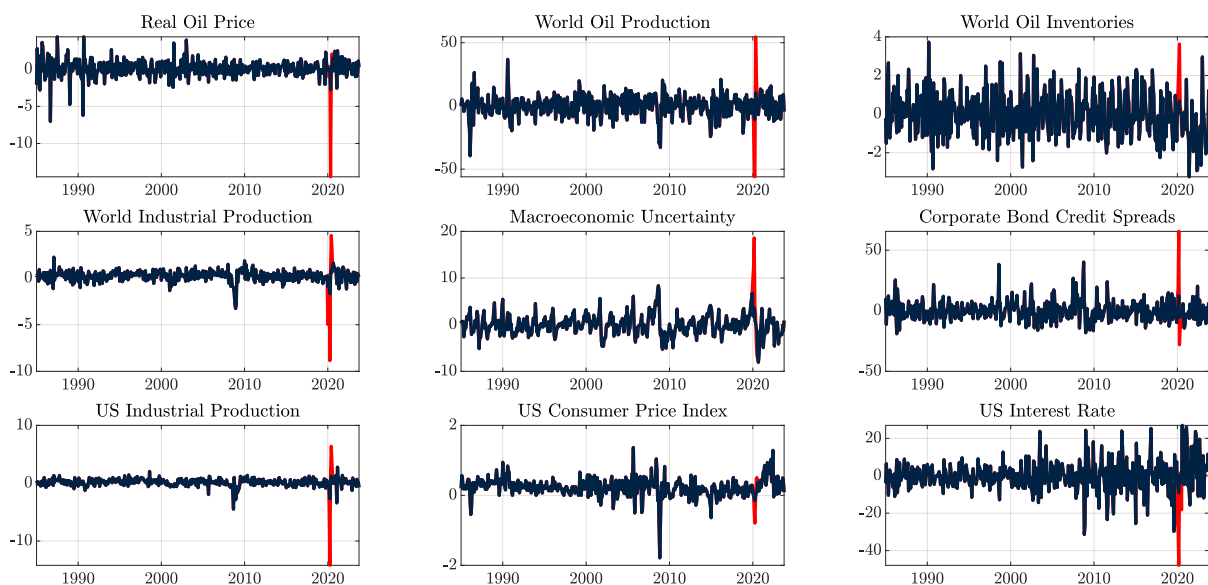 Real Oil Price
World Oil Production
World Oil Inventories
0
-5
-10
1990 2000 2010 2020
50
0
-50
1990 2000 2010 2020
4
2
0
-2
1990 2000 2010 2020
World Industrial Production
Macroeconomic Uncertainty
Corporate Bond Credit Spreads
5
0
-5
-10
1990 2000 2010 2020
20
10
0
-10
1990 2000 2010 2020
50
0
-50
1990 2000 2010 2020
US Industrial Production
US Consumer Price Index
US Interest Rate
10
0
-10
1990 2000 2010 2020
2
0
-2
1990 2000 2010 2020
20
0
-20
-40
1990 2000 2010 2020